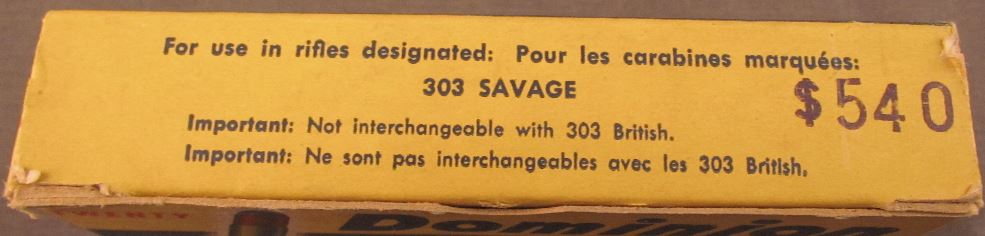 For use in rifles designated: Pour les carabines marquées:
303 SAVAGE
$540
Important: Not interchangeable with 303 British.
Important: Ne sont pas interchangeables avec les 303 British.
TWENTY
Dominion